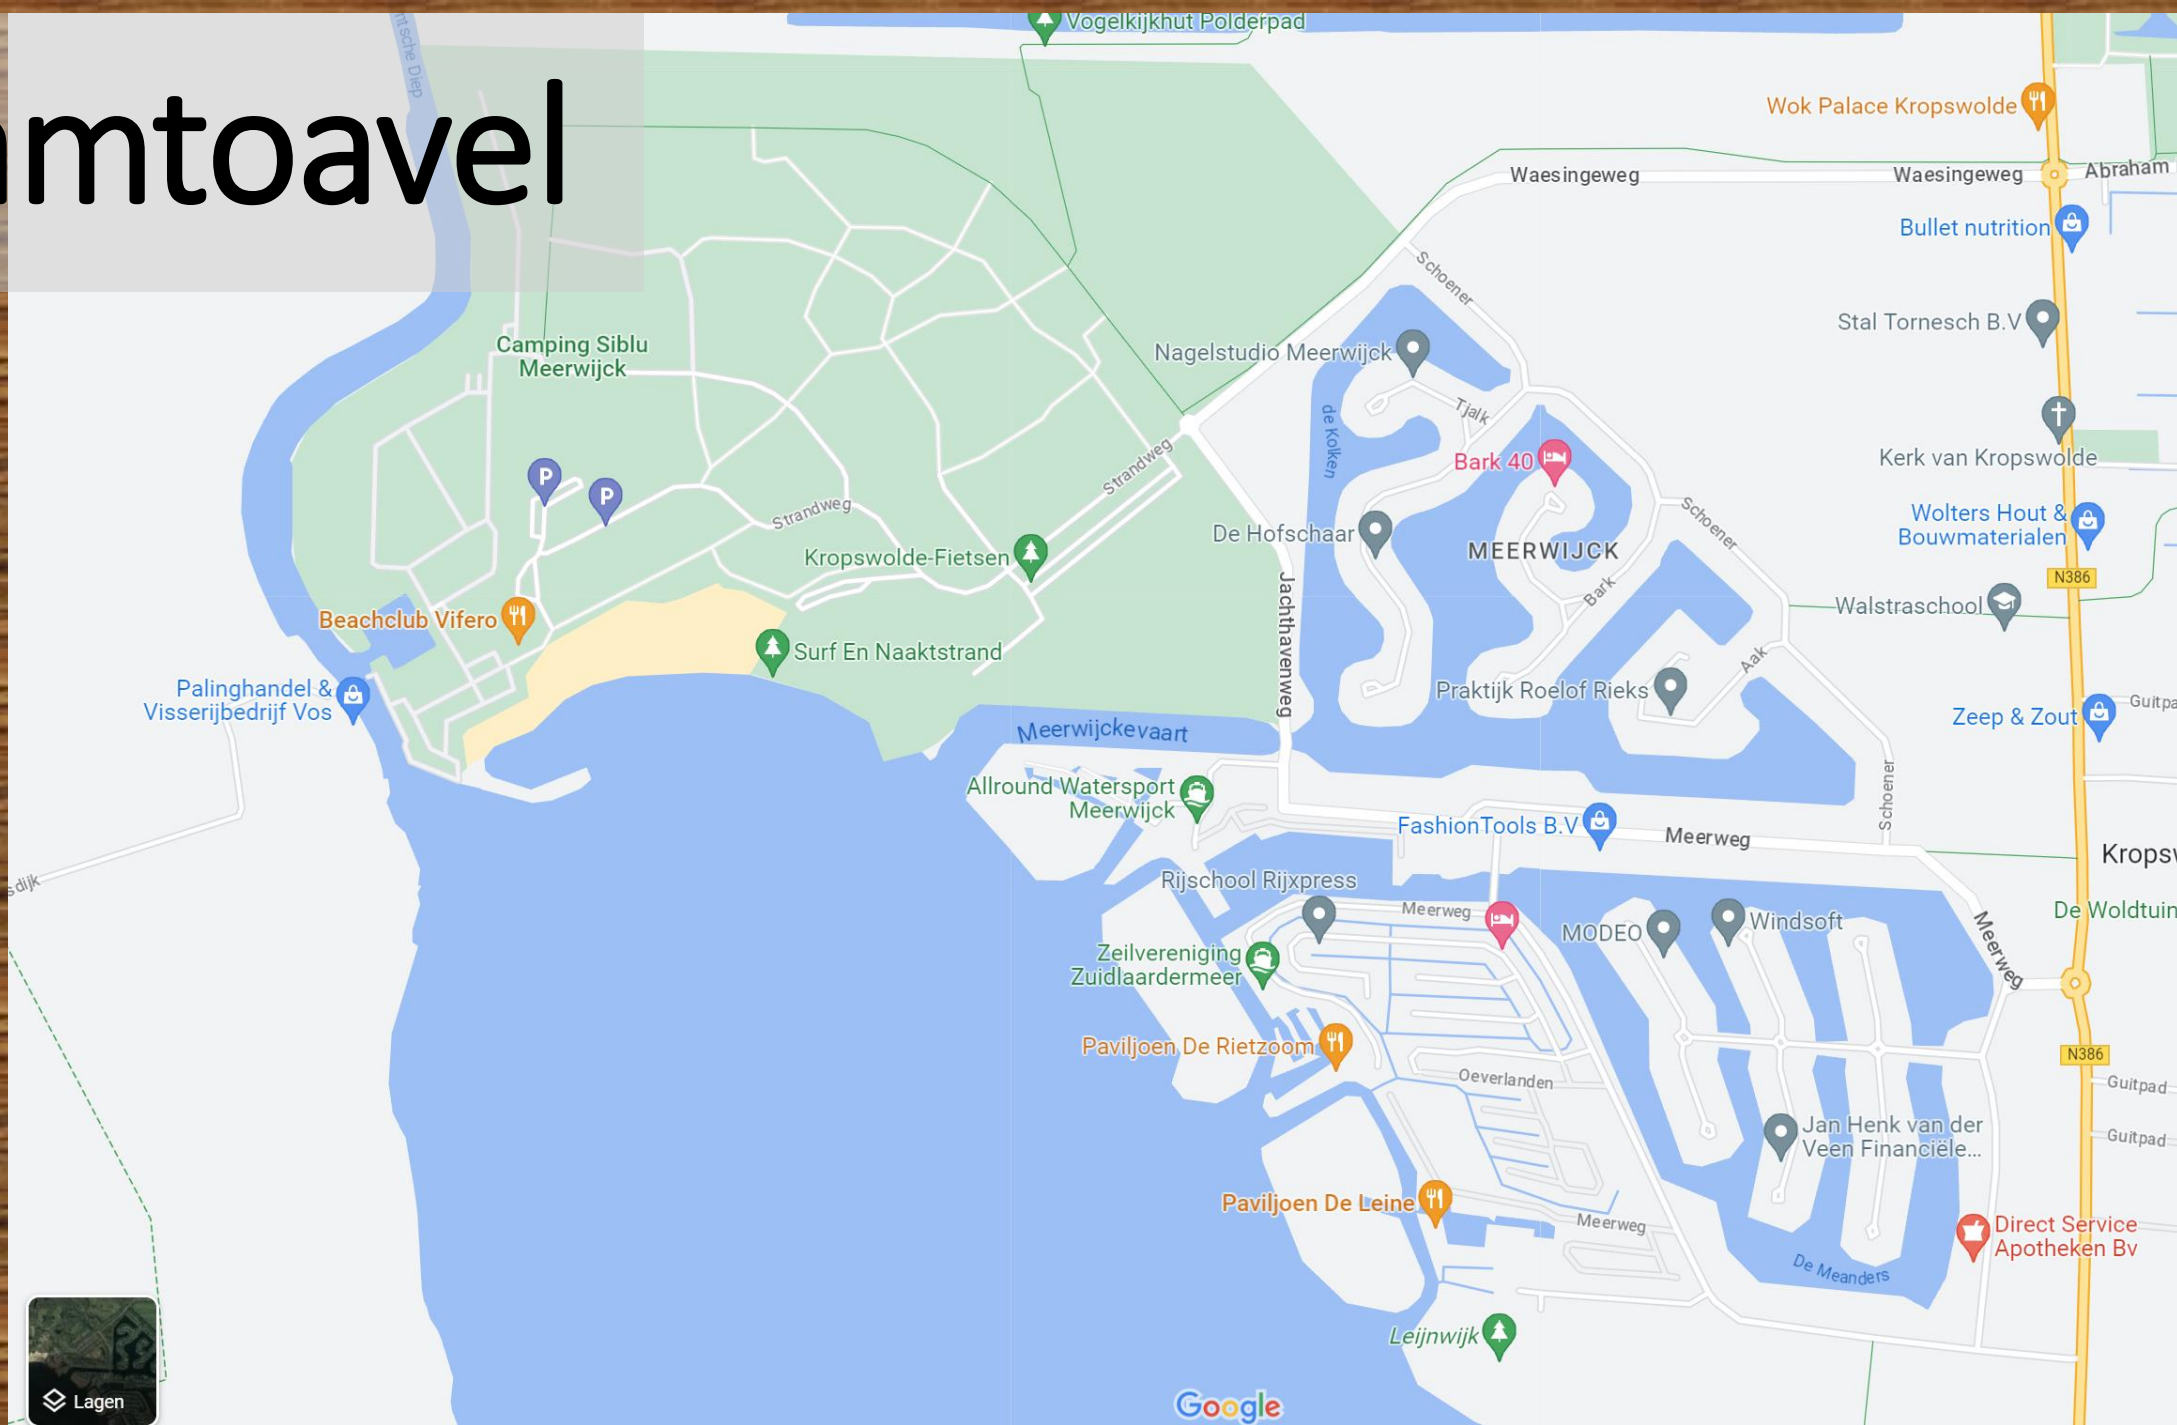 mtoavel
Vogelkijkhut Polderpad
Wok Palace Kropswolde
Waesingeweg
Waesingeweg
Abraham
Bullet nutrition
Schoener
Stal Tornesch B.V
Camping Siblu
Meerwijck
Nagelstudio Meerwijck
de Kolken
Tjalk
Bark 40
Kerk van Kropswolde
P
P
Strandweg
Strandweg
Wolters Hout &
Bouwmaterialen
Schoener
De Hofschaar
MEERWIJCK
Kropswolde-Fietsen
N386
Bark
Walstraschool
Beachclub Vifero
Jachthavenweg
Surf En Naaktstrand
Aak
Palinghandel &
Visserijbedrijf Vos
Praktijk Roelof Rieks
Guitpa
Zeep & Zout
Meerwijckevaart
Allround Watersport
Meerwijck
Schoener
FashionTools B.V
Meerweg
Krops
sdijk
Rijschool Rijxpress
Meerweg
MODEO
Windsoft
De Woldtuin
Meerweg
Zeilvereniging
Zuidlaardermeer
Paviljoen De Rietzoom
N386
Oeverlanden
Guitpad
Jan Henk van der
Veen Financiële...
Guitpad
Paviljoen De Leine
Meerweg
Direct Service
Apotheken Bv
De Meanders
Leijnwijk
Lagen
Google